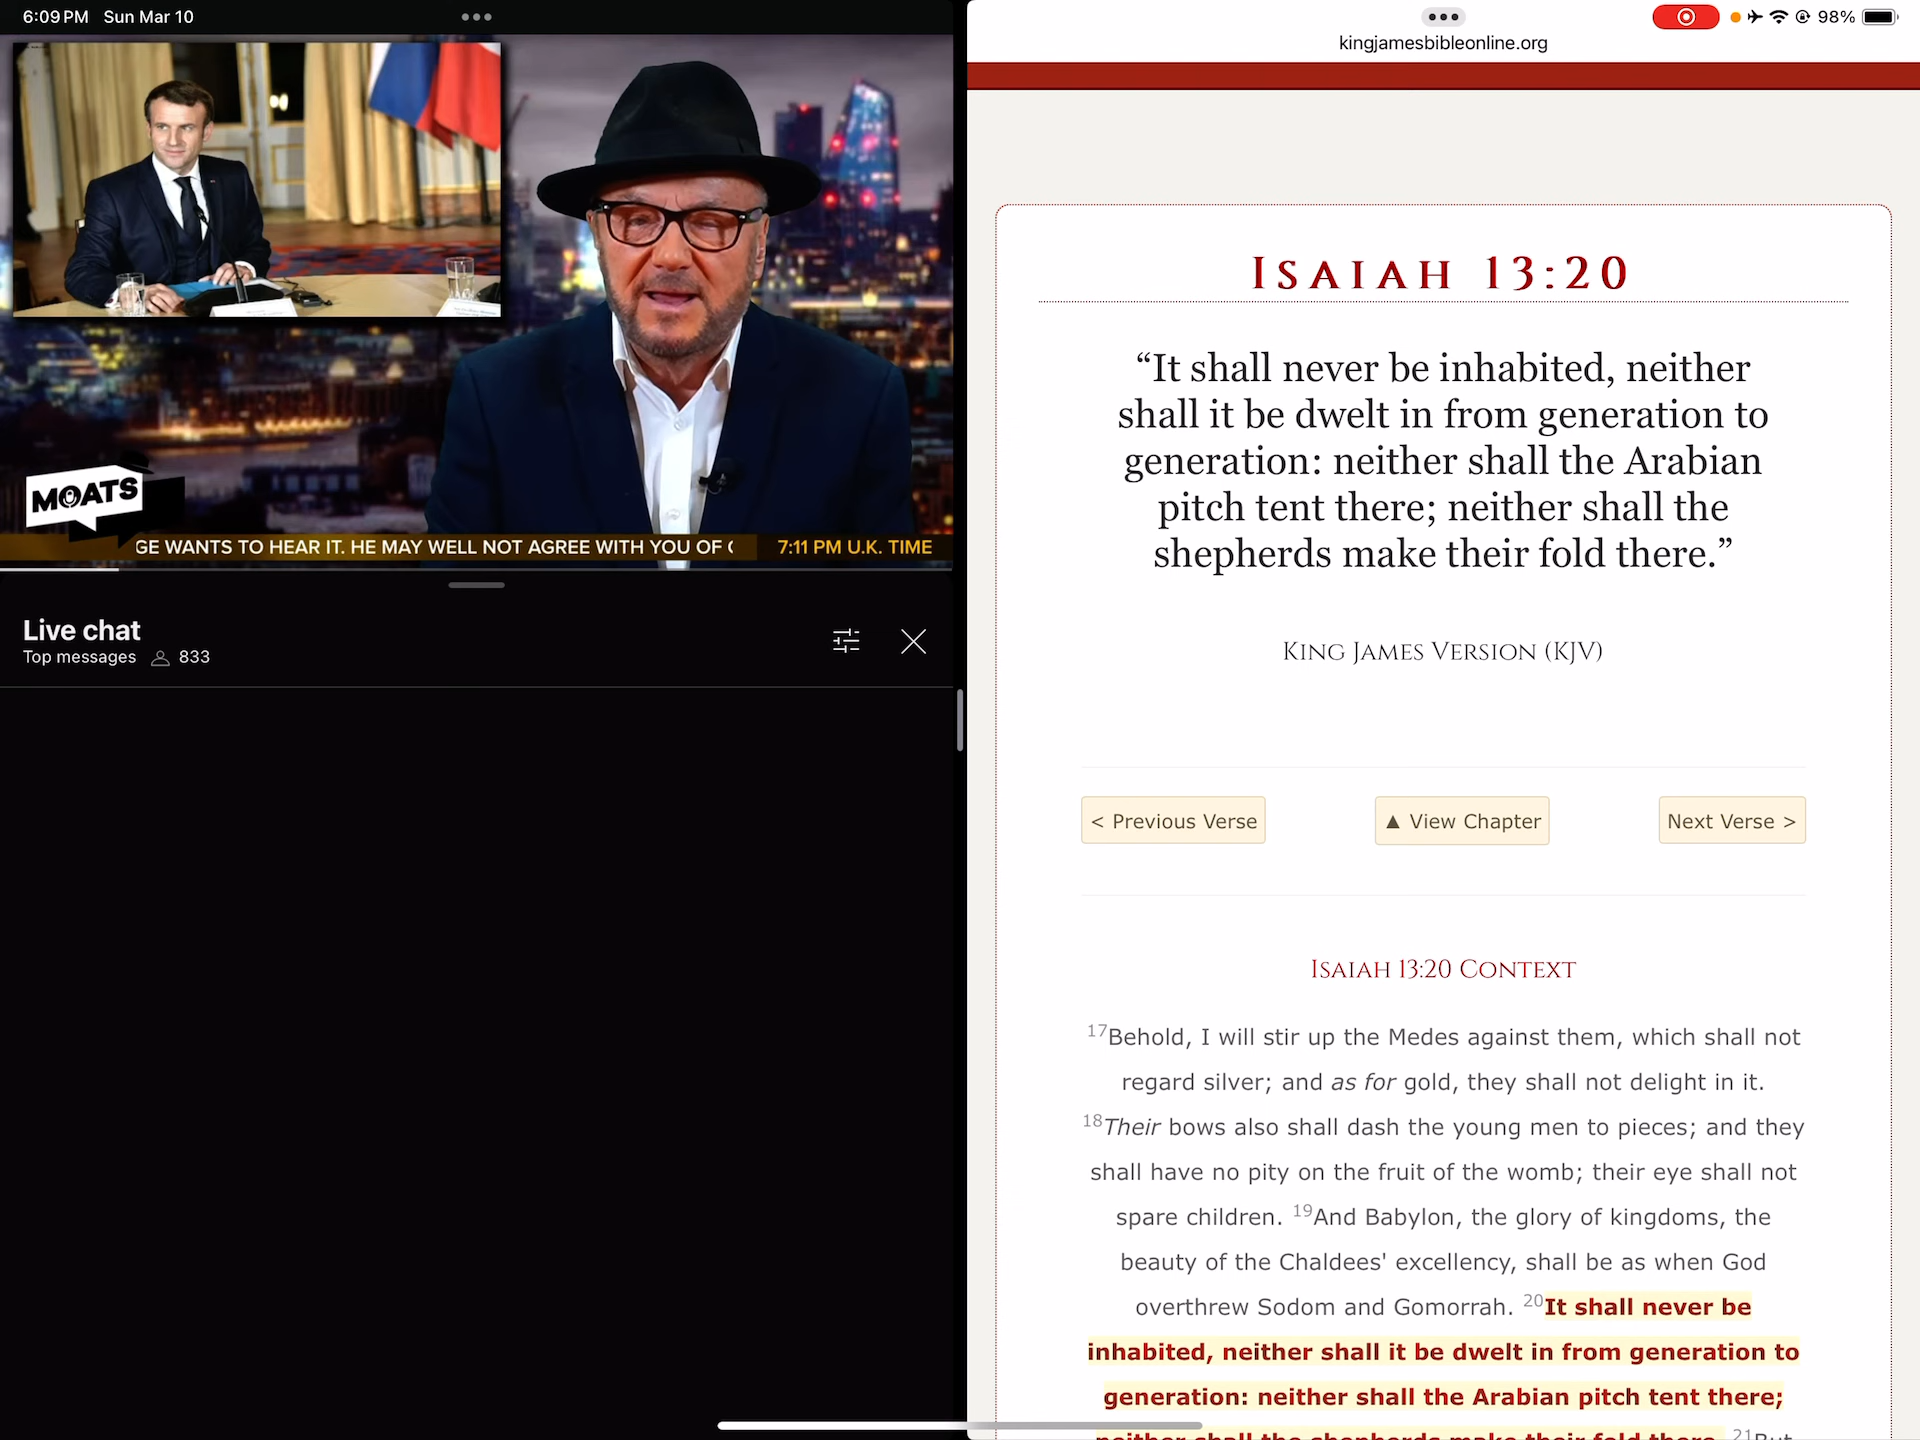 6:09 PM Sun Mar 10
MOATS
GE WANTS TO HEAR IT. HE MAY WELL NOT AGREE WITH YOU OF
7:11 PM U.K. TIME
Live chat
Top messages 833
98%
kingjamesbibleonline.org
ISAIAH 13:20
“It shall never be inhabited, neither
shall it be dwelt in from generation to
generation: neither shall the Arabian
pitch tent there; neither shall the
shepherds make their fold there.”
KING JAMES VERSION (KJV)
< Previous Verse
▲ View Chapter
Next Verse >
ISAIAH 13:20 CONTEXT
17Behold, I will stir up the Medes against them, which shall not
regard silver; and as for gold, they shall not delight in it.
18Their bows also shall dash the young men to pieces; and they
shall have no pity on the fruit of the womb; their eye shall not
spare children. 19And Babylon, the glory of kingdoms, the
beauty of the Chaldees' excellency, shall be as when God
overthrew Sodom and Gomorrah. 20It shall never be
inhabited, neither shall it be dwelt in from generation to
generation: neither shall the Arabian pitch tent there;
neither shall the shepherds make their fold there. 21But